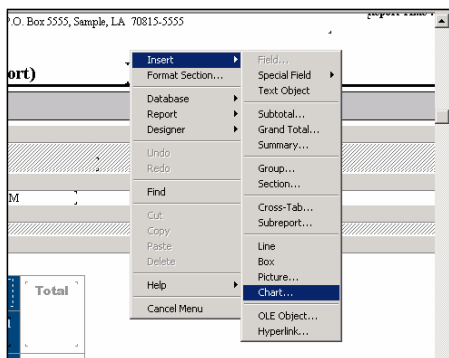 P.O. Box 5555, Sample, LA 70815-5555
ort)
M
Total
Insert
Format Section...
Database
Report
Designer
Undo
Redo
Find
Cut
Copy
Paste
Delete
Help
Cancel Menu
Field...
Special Field
Text Object
Subtotal...
Grand Total...
Summary...
Group...
Section...
Cross-Tab...
Subreport...
Line
Box
Picture...
Chart...
OLE Object...
Hyperlink...